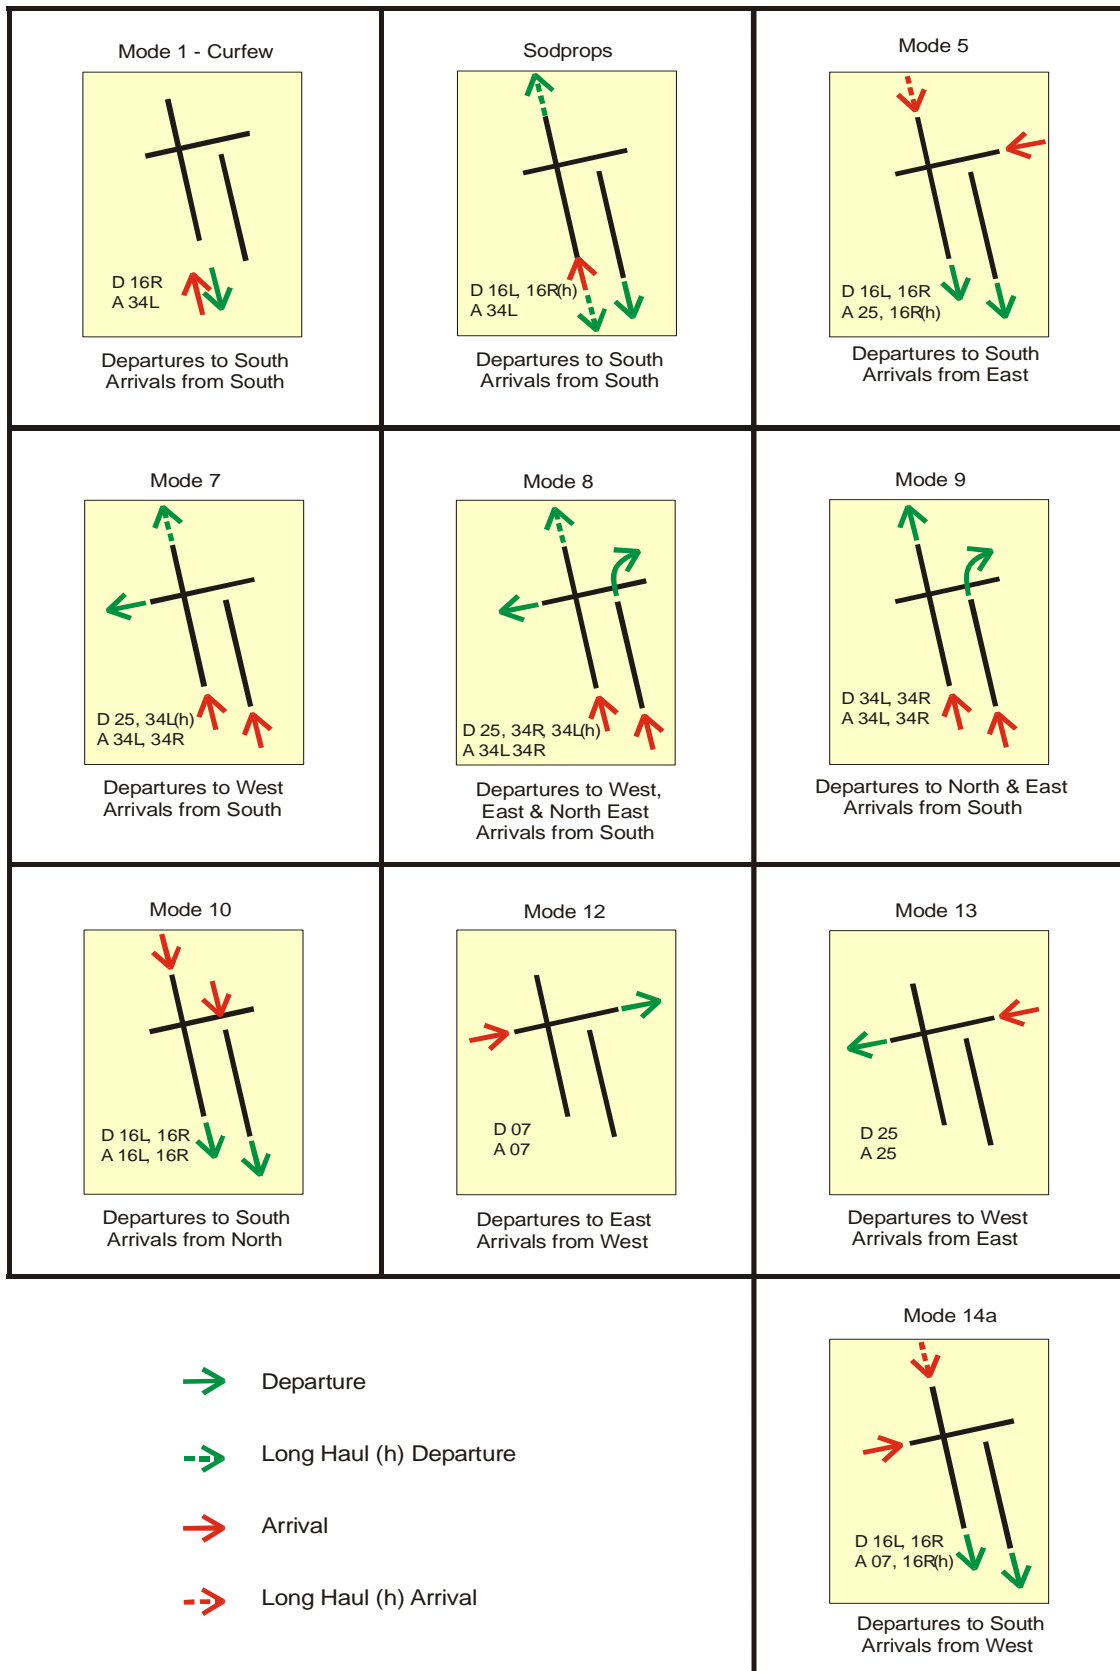 Mode 1 - Curfew
D 16R
A 34L
Departures to South
Arrivals from South
Sodprops
D 16L, 16R(h)
A 34L
Departures to South
Arrivals from South
Mode 5
D 16L, 16R
A 25, 16R(h)
Departures to South
Arrivals from East
Mode 7
D 25, 34L(h)
A 34L, 34R
Departures to West
Arrivals from South
Mode 8
D 25, 34R, 34L(h)
A 34L 34R
Departures to West,
East & North East
Arrivals from South
Mode 9
D 34L, 34R
A 34L, 34R
Departures to North & East
Arrivals from South
Mode 10
D 16L, 16R
A 16L, 16R
Departures to South
Arrivals from North
Mode 12
D 07
A 07
Departures to East
Arrivals from West
Mode 13
D 25
A 25
Departures to West
Arrivals from East
Departure
Long Haul (h) Departure
Arrival
Long Haul (h) Arrival
Mode 14a
D 16L, 16R
A 07, 16R(h)
Departures to South
Arrivals from West